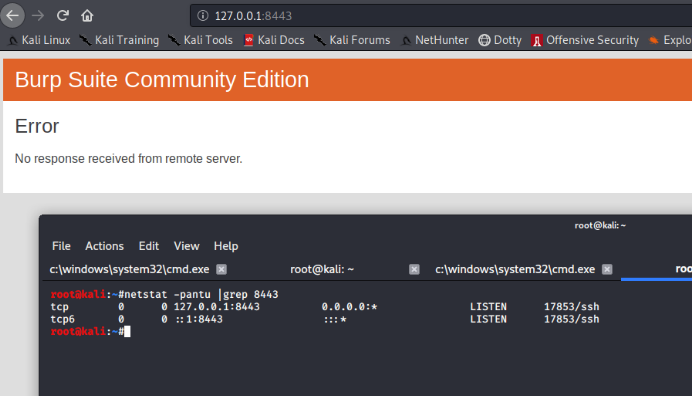 127.0.0.1:8443
Kali Linux Kali Training Kali Tools Kali Docs Kali Forums NetHunter Dotty Offensive Security Explo
Burp Suite Community Edition
Error
No response received from remote server.
root@kali: ~
File Actions Edit View Help
c:\windows\system32\cmd.exe root@kali: ~ c:\windows\system32\cmd.exe roo
root@kali:~#netstat -pantu |grep 8443
tcp 0 0 127.0.0.1:8443 0.0.0.0:* LISTEN 17853/ssh
tcp6 0 0 ::1:8443 :::* LISTEN 17853/ssh
root@kali:~#